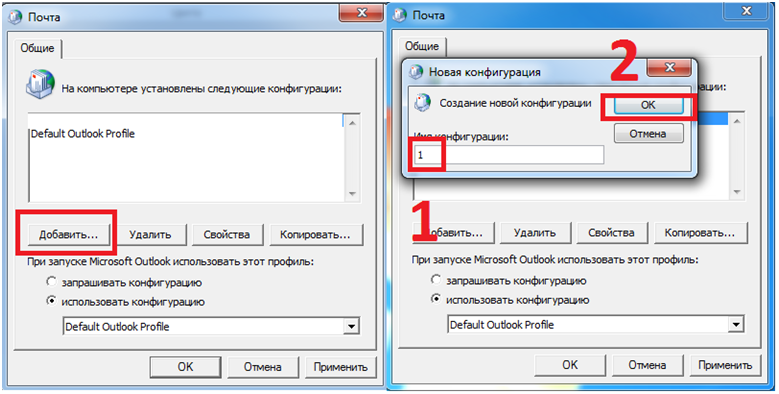 Почта
Общие
На компьютере установлены следующие конфигурации:
Default Outlook Profile
Добавить...
Удалить
Свойства
Копировать...
При запуске Microsoft Outlook использовать этот профиль:
запрашивать конфигурацию
использовать конфигурацию
Default Outlook Profile
OK
Отмена
Применить
Почта
Общие
ации:
Новая конфигурация
2
Создание новой конфигурации
OK
Имя конфигурации:
Отмена
1
1
бавить...
Удалить
Свойства
Копировать...
При запуске Microsoft Outlook использовать этот профиль:
запрашивать конфигурацию
использовать конфигурацию
Default Outlook Profile
OK
Отмена
Применить